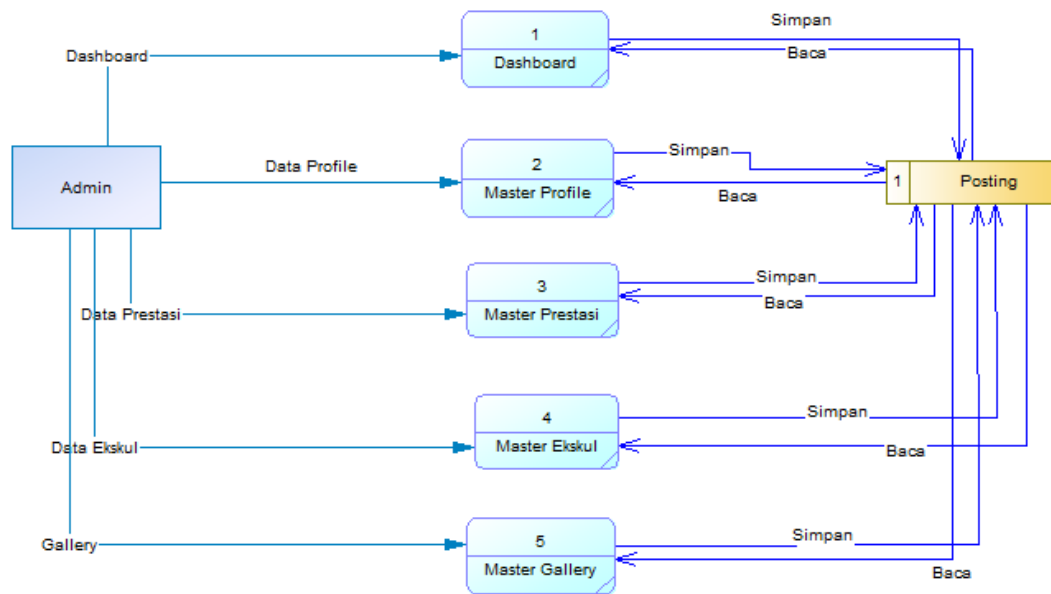 1
Dashboard
Simpan
Baca
Dashboard
Admin
Data Profile
2
Master Profile
Simpan
Baca
1
Posting
Data Prestasi
3
Master Prestasi
Simpan
Baca
Data Ekskul
4
Master Ekskul
Simpan
Baca
Gallery
5
Master Gallery
Simpan
Baca